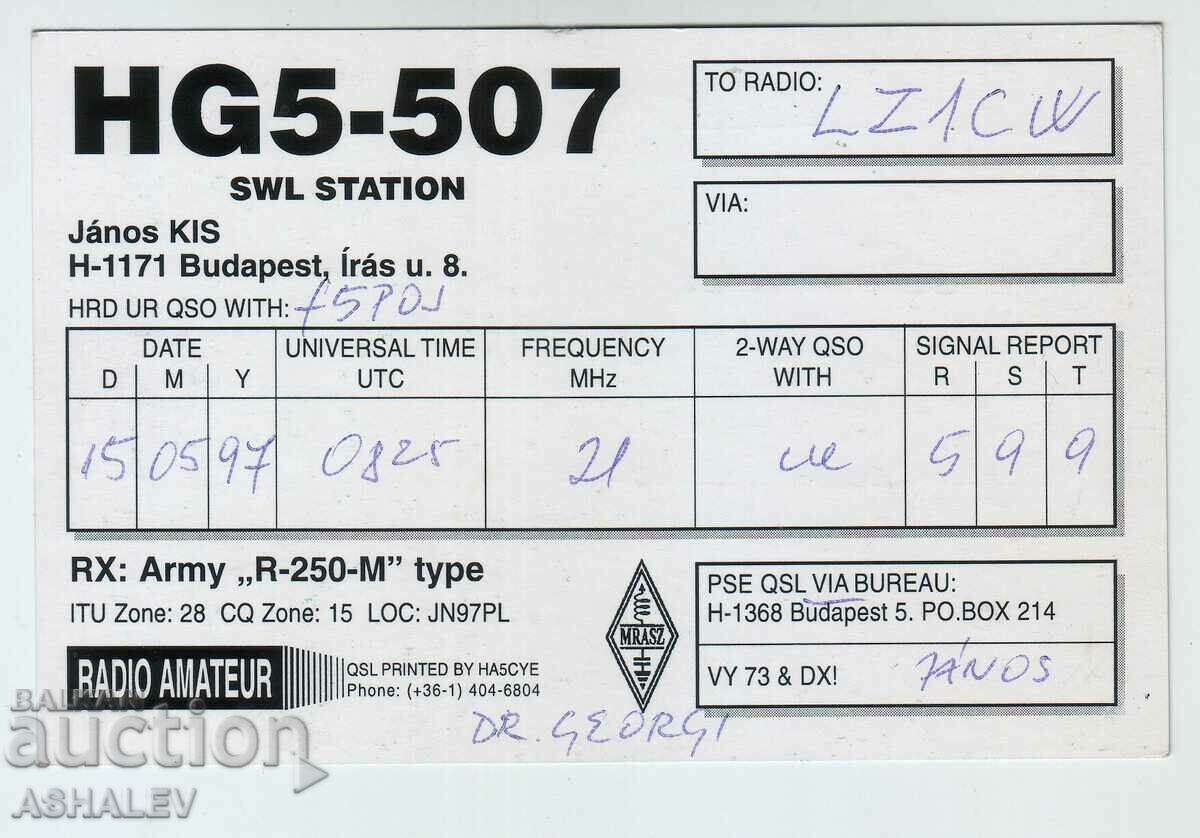 HG5-507
SWL STATION
János KIS
H-1171 Budapest, Írás u. 8.
TO RADIO: LZ1CW
VIA:
HRD UR QSO WITH:
DATE
D M Y
UNIVERSAL TIME
UTC
FREQUENCY
MHz
2-WAY QSO
WITH
SIGNAL REPORT
R S T
15 05 97 0825 21 5 9 9
RX: Army „R-250-M” type
ITU Zone: 28 CQ Zone: 15 LOC: JN97PL
RADIO AMATEUR
QSL PRINTED BY HA5CYE
Phone: (+36-1) 404-6804
MRASZ
PSE QSL VIA BUREAU:
H-1368 Budapest 5. PO.BOX 214
VY 73 & DX! JÁNOS
DR. GEORGI
BALKAN
auction
ASHALEV